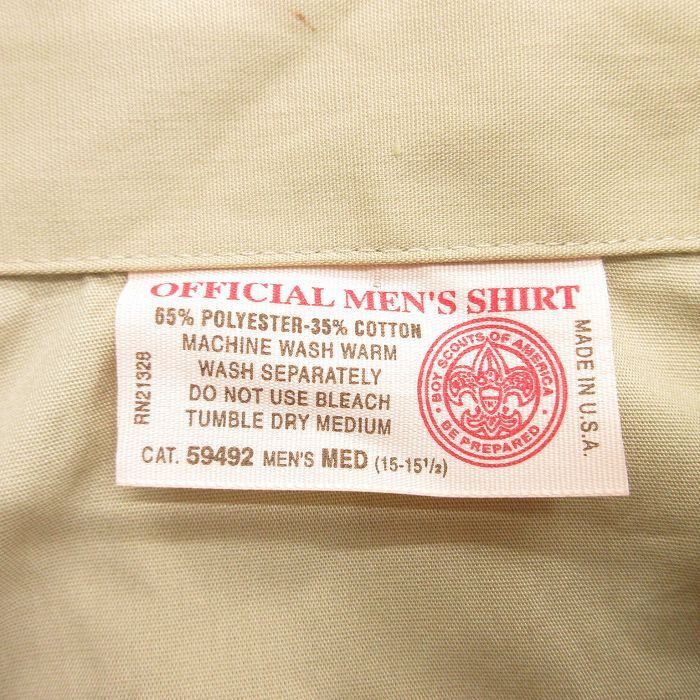 OFFICIAL MEN'S SHIRT
65% POLYESTER-35% COTTON
MACHINE WASH WARM
WASH SEPARATELY
DO NOT USE BLEACH
TUMBLE DRY MEDIUM
CAT. 59492 MEN'S MED (15-15½)
RN21328
BOY SCOUTS OF AMERICA
BE PREPARED
MADE IN U.S.A.